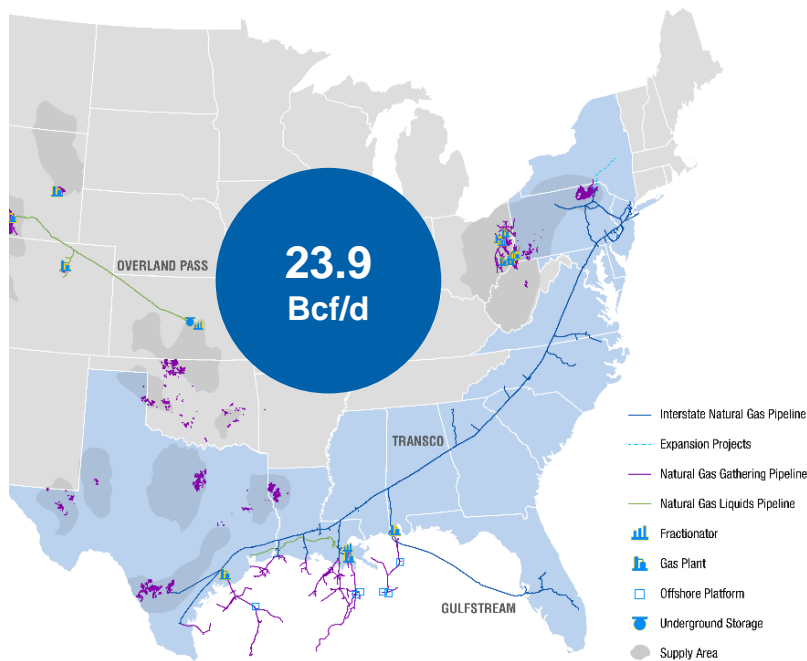 OVERLAND PASS
23.9
Bcf/d
TRANSCO
GULFSTREAM
Interstate Natural Gas Pipeline
Expansion Projects
Natural Gas Gathering Pipeline
Natural Gas Liquids Pipeline
Fractionator
Gas Plant
Offshore Platform
Underground Storage
Supply Area